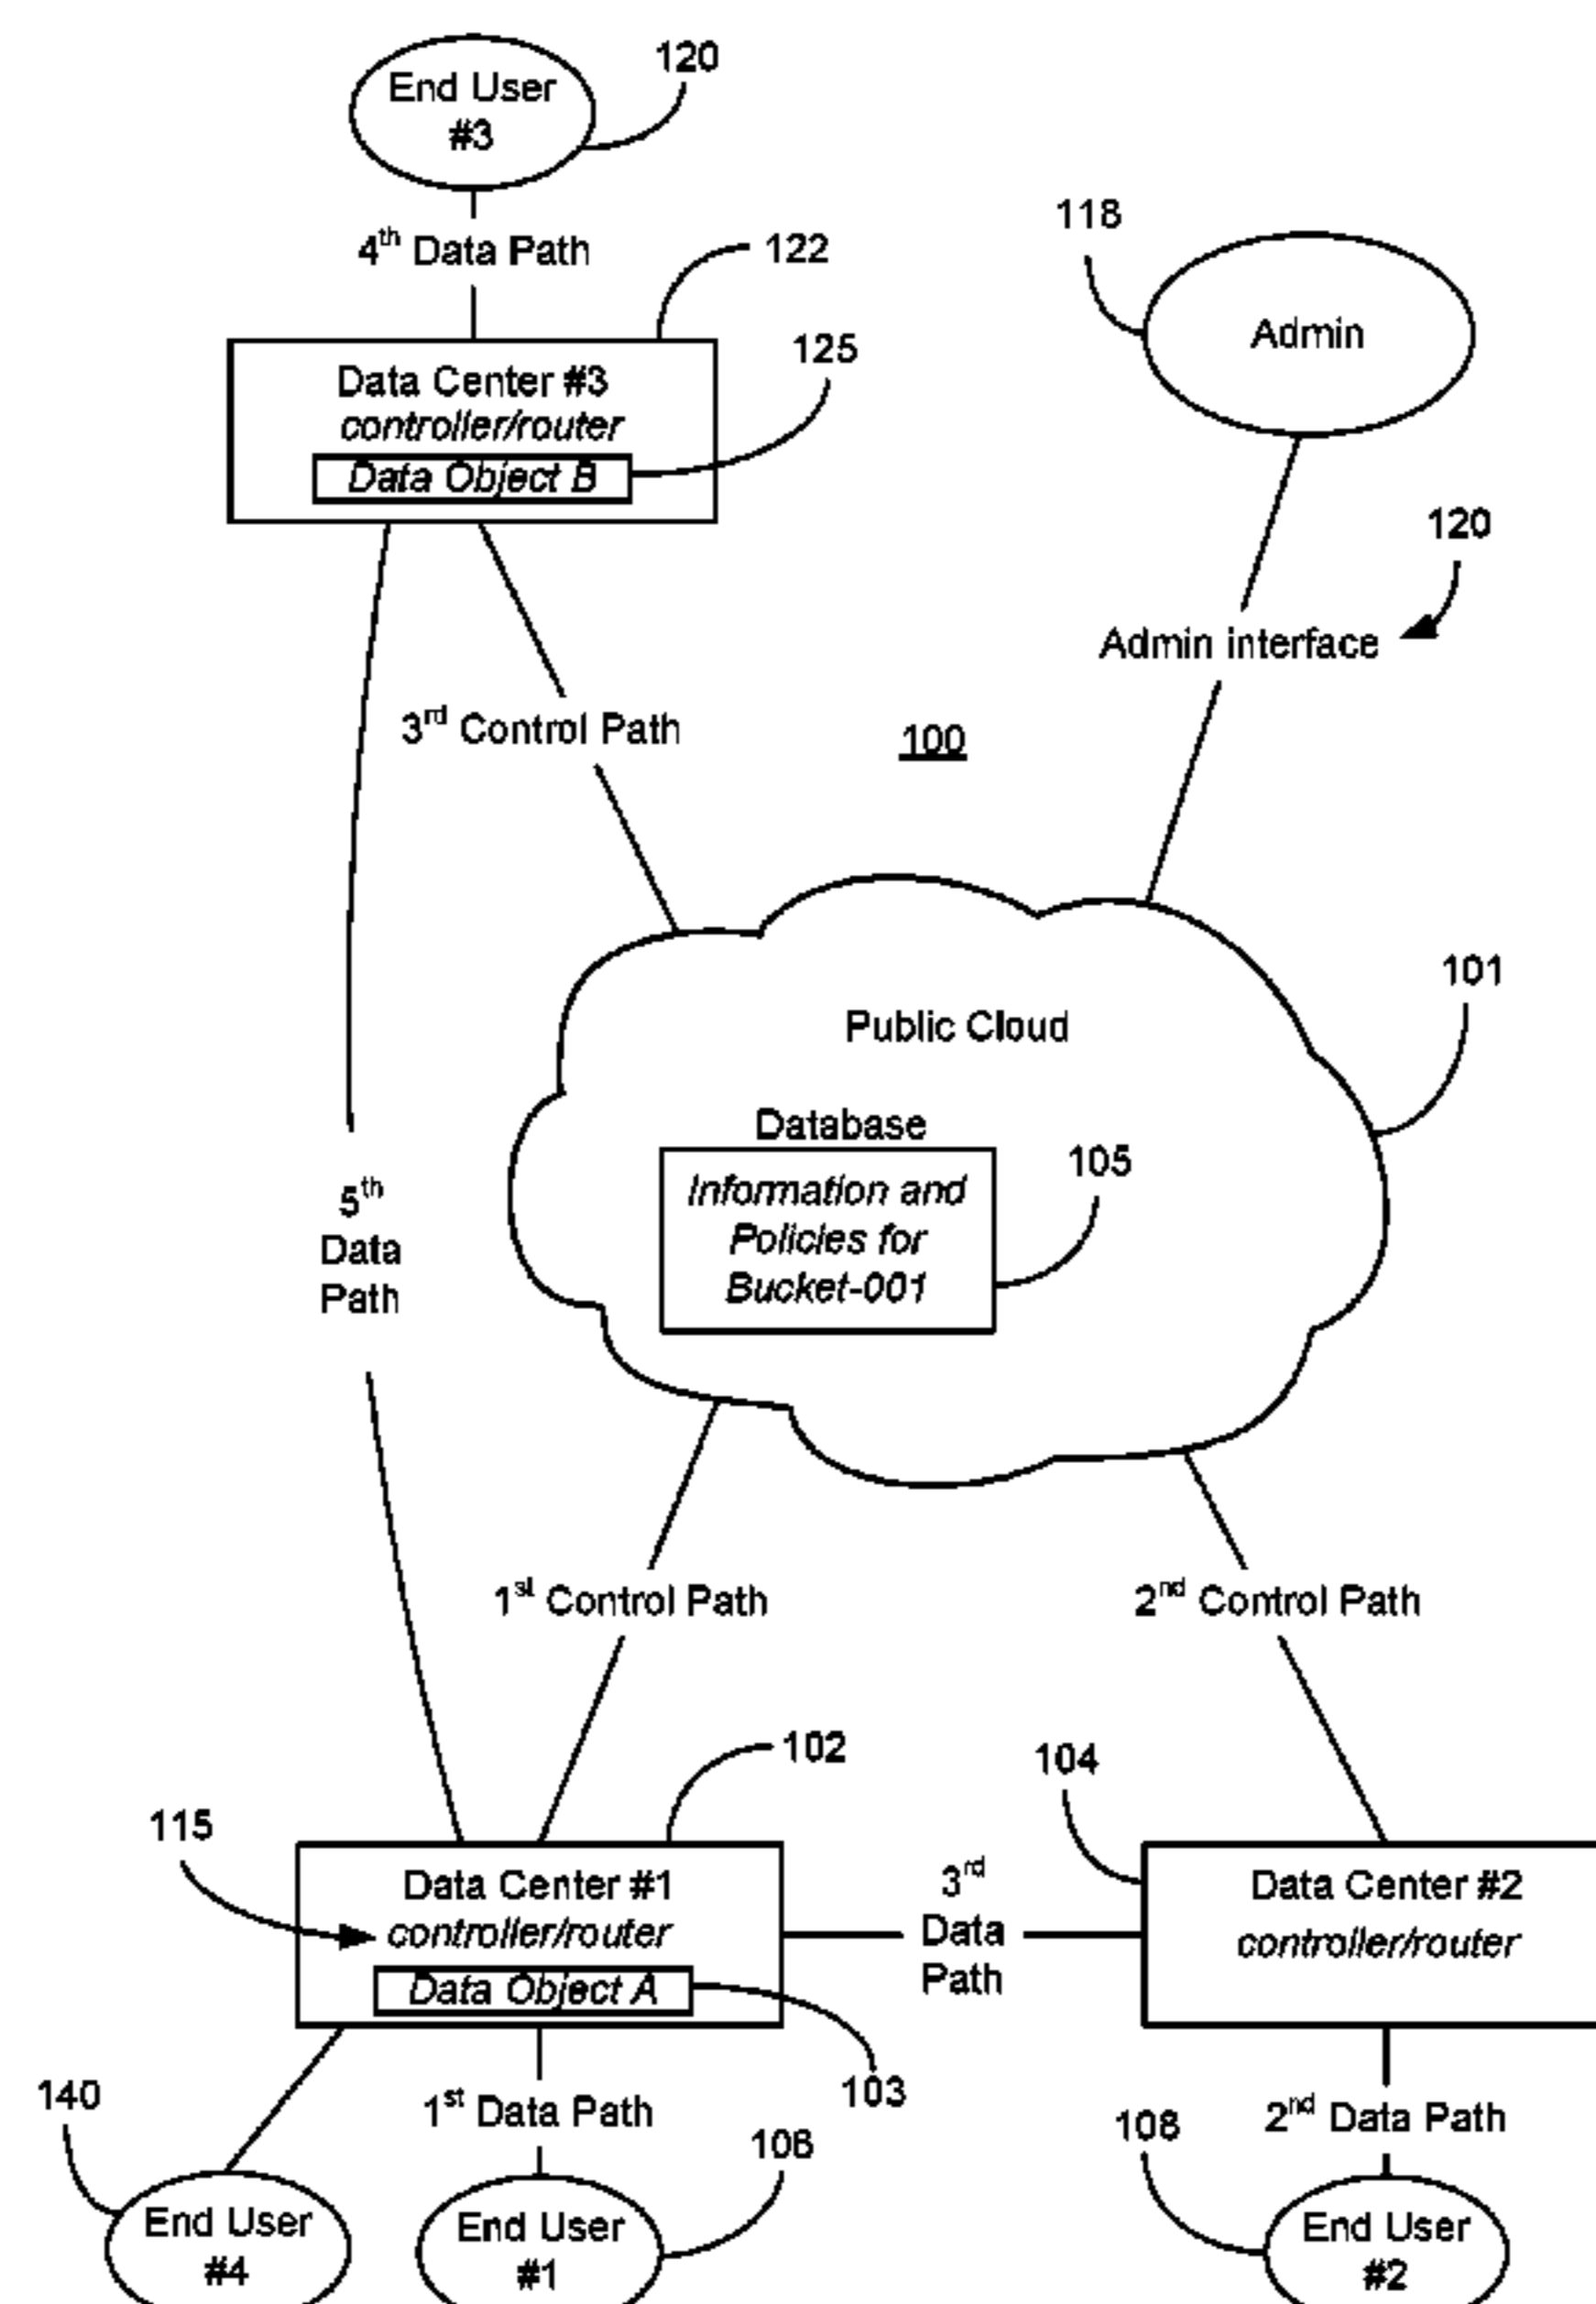 End User
#3
120
4th Data Path
122
118
Admin
125
Data Center #3
controller/router
Data Object B
120
Admin interface
3rd Control Path
100
101
Public Cloud
Database
105
Information and
Policies for
Bucket-001
5th
Data
Path
1st Control Path
2nd Control Path
102
104
115
Data Center #1
controller/router
Data Object A
3rd
Data
Path
Data Center #2
controller/router
103
140
1st Data Path
106
108
2nd Data Path
End User
#4
End User
#1
End User
#2